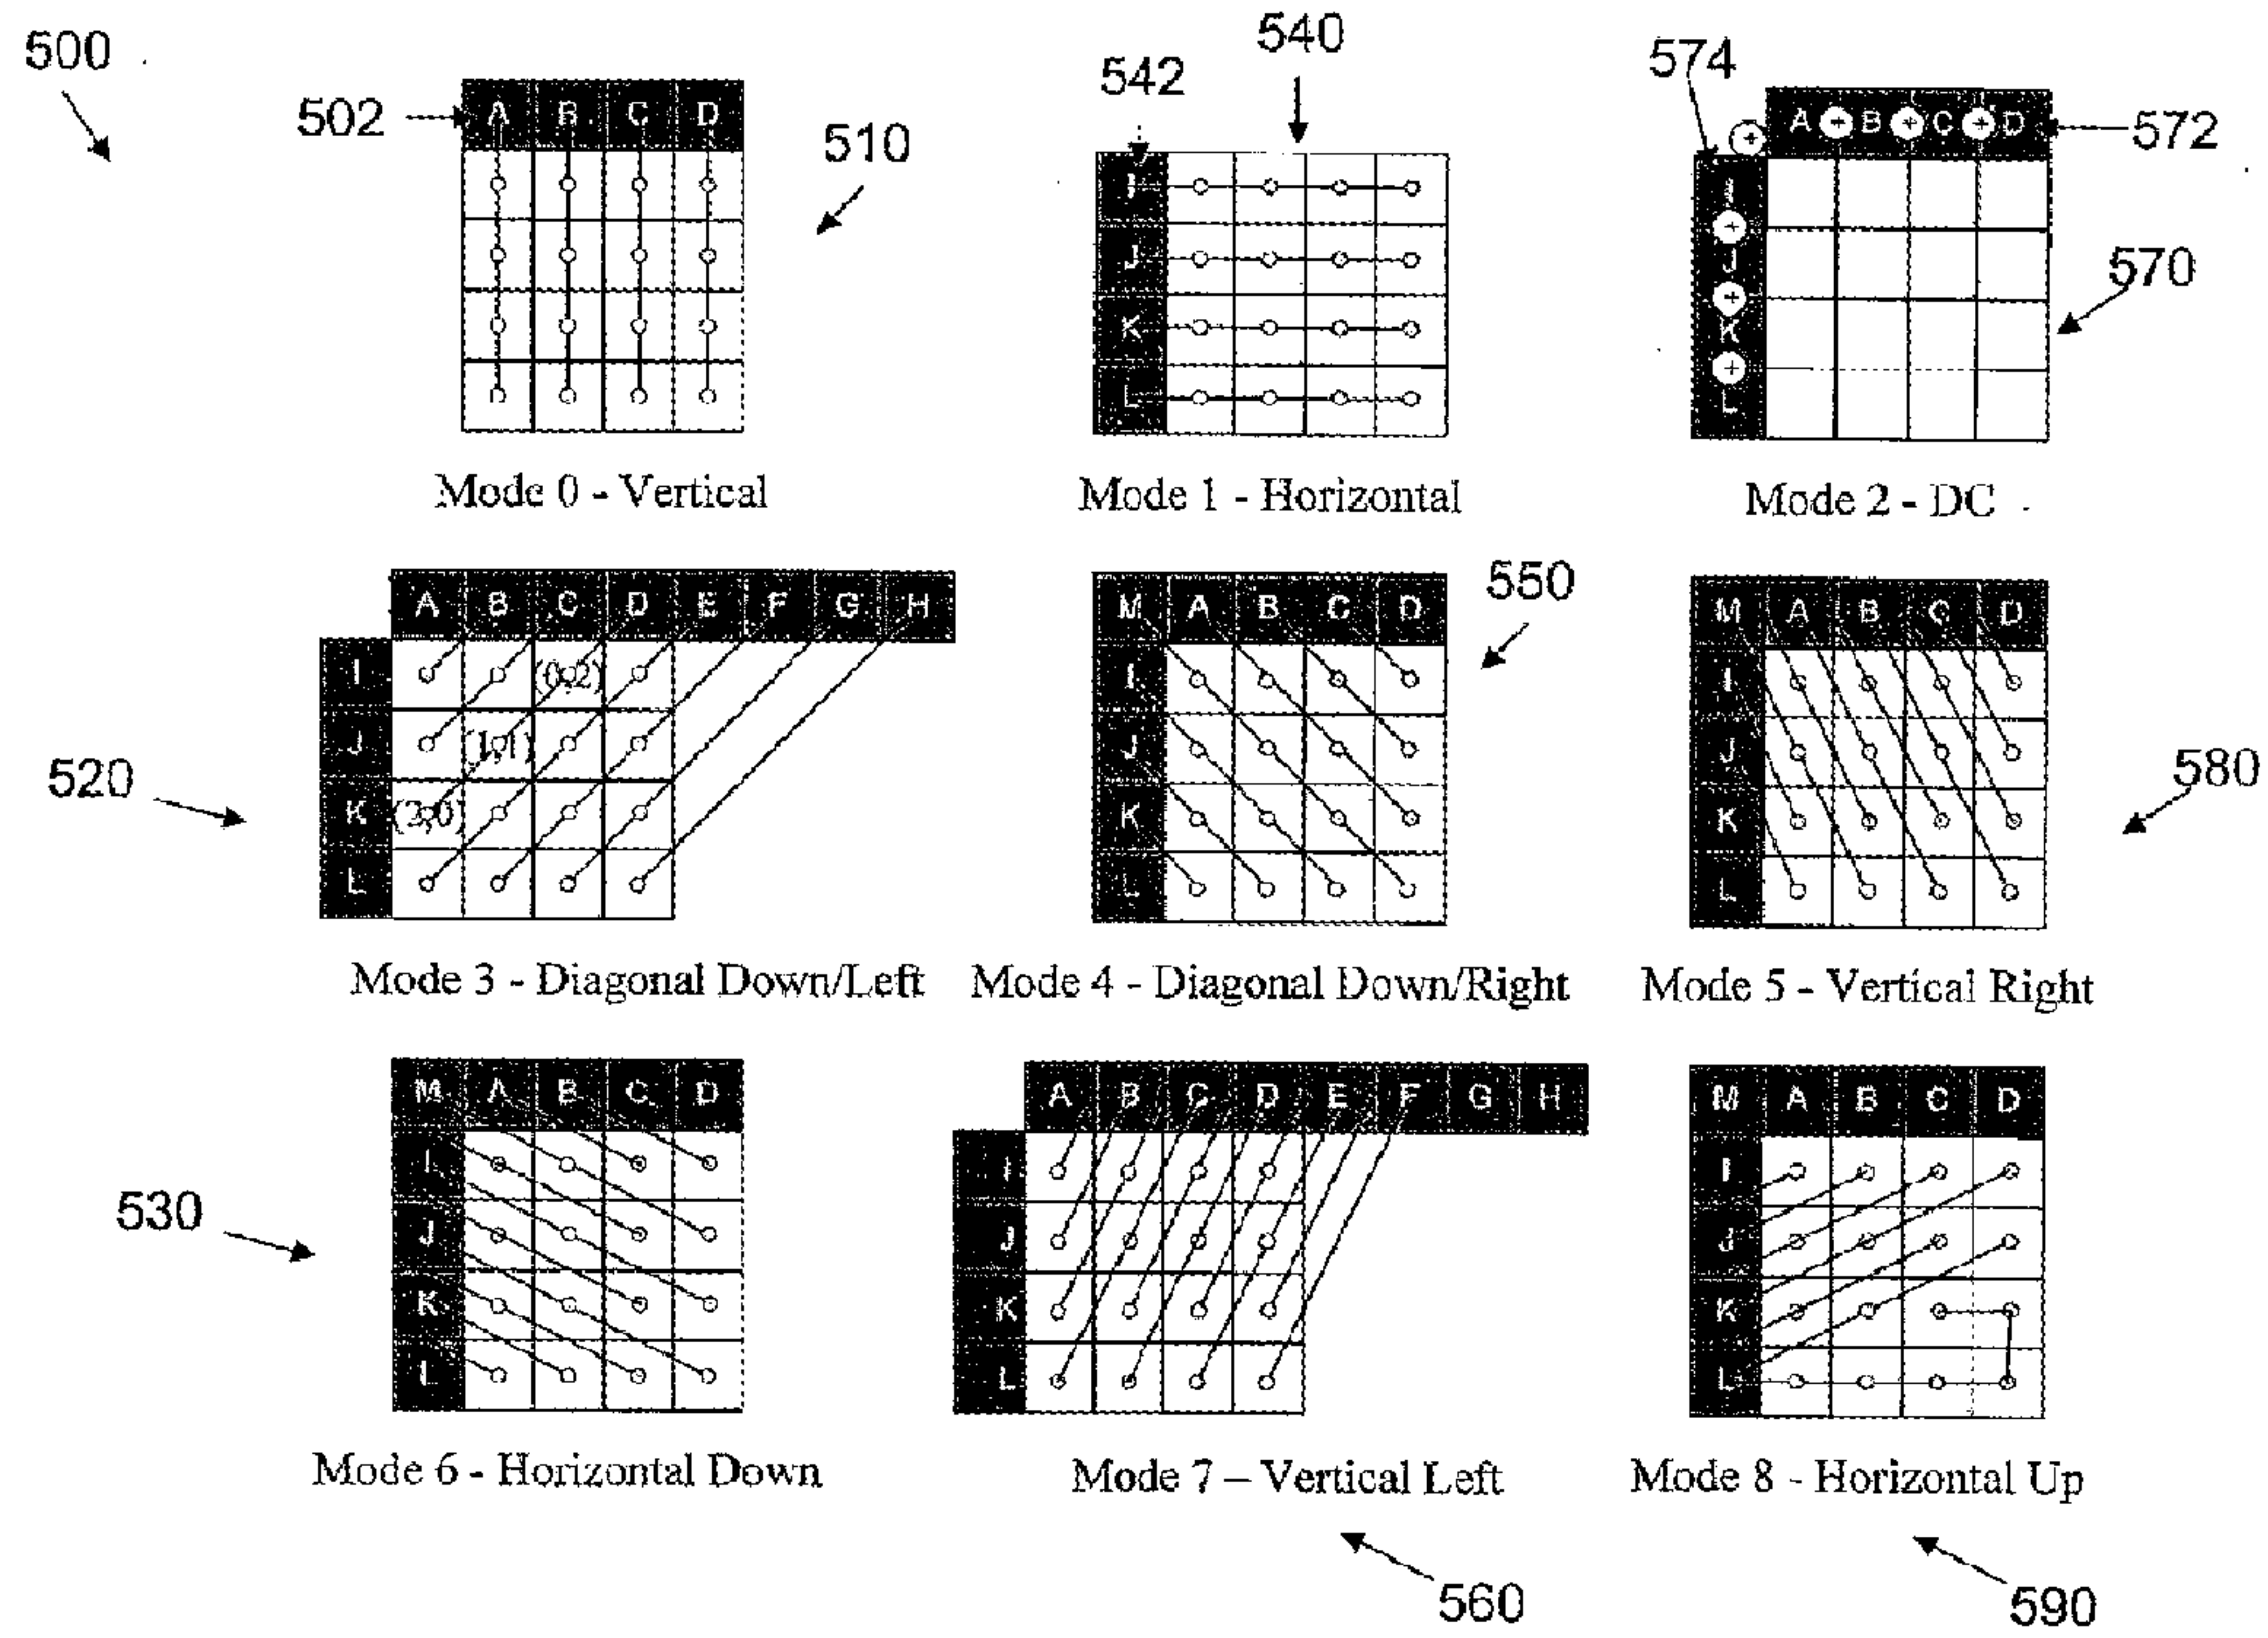 500
502
A B C D
510
Mode 0 - Vertical
540
542
I
J
K
L
Mode 1 - Horizontal
574
A + B + C + D
+
572
I
+
J
+
K
+
L
570
Mode 2 - DC
520
A B C D E F G H
I (0,2)
J (1,1)
K (2,0)
L
Mode 3 - Diagonal Down/Left
550
M A B C D
I
J
K
L
Mode 4 - Diagonal Down/Right
580
M A B C D
I
J
K
L
Mode 5 - Vertical Right
530
M A B C D
I
J
K
L
Mode 6 - Horizontal Down
A B C D E F G H
I
J
K
L
Mode 7 – Vertical Left
560
M A B C D
I
J
K
L
Mode 8 - Horizontal Up
590